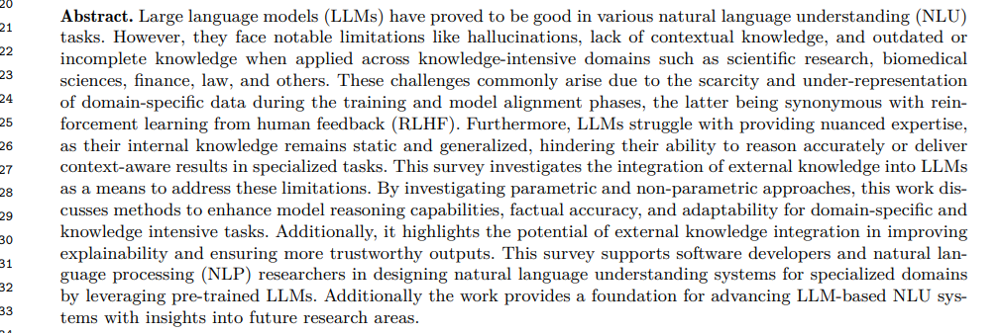 20
21 Abstract. Large language models (LLMs) have proved to be good in various natural language understanding (NLU)
22 tasks. However, they face notable limitations like hallucinations, lack of contextual knowledge, and outdated or
incomplete knowledge when applied across knowledge-intensive domains such as scientific research, biomedical
23 sciences, finance, law, and others. These challenges commonly arise due to the scarcity and under-representation
24 of domain-specific data during the training and model alignment phases, the latter being synonymous with rein-
25 forcement learning from human feedback (RLHF). Furthermore, LLMs struggle with providing nuanced expertise,
26 as their internal knowledge remains static and generalized, hindering their ability to reason accurately or deliver
27 context-aware results in specialized tasks. This survey investigates the integration of external knowledge into LLMs
28 as a means to address these limitations. By investigating parametric and non-parametric approaches, this work dis-
29 cusses methods to enhance model reasoning capabilities, factual accuracy, and adaptability for domain-specific and
30 knowledge intensive tasks. Additionally, it highlights the potential of external knowledge integration in improving
31 explainability and ensuring more trustworthy outputs. This survey supports software developers and natural lan-
guage processing (NLP) researchers in designing natural language understanding systems for specialized domains
32 by leveraging pre-trained LLMs. Additionally the work provides a foundation for advancing LLM-based NLU sys-
33 tems with insights into future research areas.